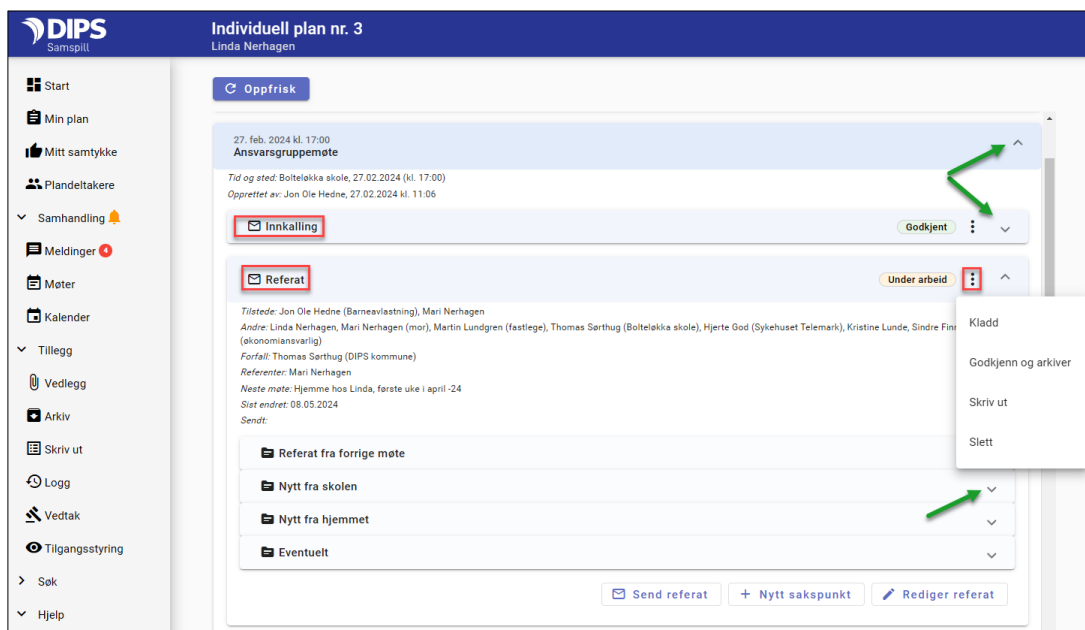 DIPS
Samspill
Individuell plan nr. 3
Linda Nerhagen
Start
Min plan
Mitt samtykke
Plandeltakere
Samhandling
Meldinger 4
Møter
Kalender
Tillegg
Vedlegg
Arkiv
Skriv ut
Logg
Vedtak
Tilgangsstyring
Søk
Hjelp
Oppfrisk
27. feb. 2024 kl. 17:00
Ansvarsgruppemøte
Tid og sted: Bolteløkka skole, 27.02.2024 (kl. 17:00)
Opprettet av: Jon Ole Hedne, 27.02.2024 kl. 11:06
Innkalling Godkjent
Referat Under arbeid
Tilstede: Jon Ole Hedne (Barneavlastning), Mari Nerhagen
Andre: Linda Nerhagen, Mari Nerhagen (mor), Martin Lundgren (fastlege), Thomas Sørthug (Bolteløkka skole), Hjerte God (Sykehuset Telemark), Kristine Lunde, Sindre
(økonomiansvarlig)
Forfall: Thomas Sørthug (DIPS kommune)
Referenter: Mari Nerhagen
Neste møte: Hjemme hos Linda, første uke i april -24
Sist endret: 08.05.2024
Sendt:
Kladd
Godkjenn og arkiver
Skriv ut
Slett
Referat fra forrige møte
Nytt fra skolen
Nytt fra hjemmet
Eventuelt
Send referat + Nytt sakspunkt Rediger referat